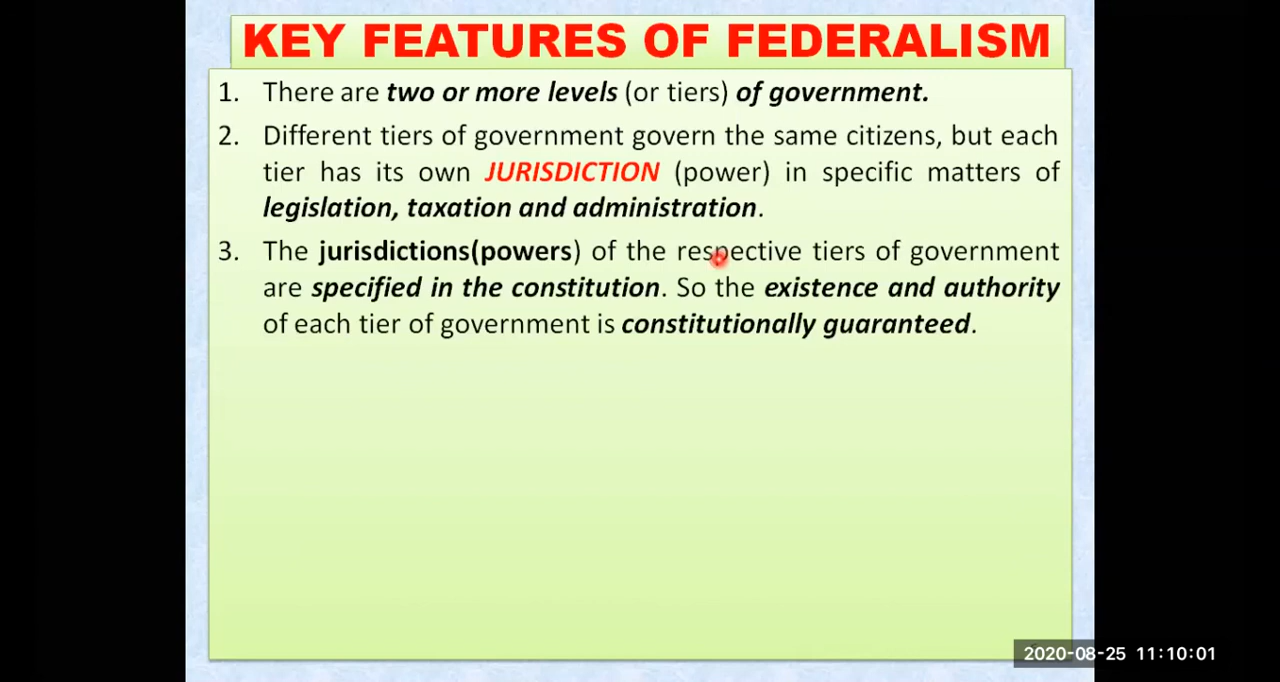 KEY FEATURES OF FEDERALISM
1. There are two or more levels (or tiers) of government.
2. Different tiers of government govern the same citizens, but each
tier has its own JURISDICTION (power) in specific matters of
legislation, taxation and administration.
3. The jurisdictions(powers) of the respective tiers of government
are specified in the constitution. So the existence and authority
of each tier of government is constitutionally guaranteed.
2020-08-25 11:10:01